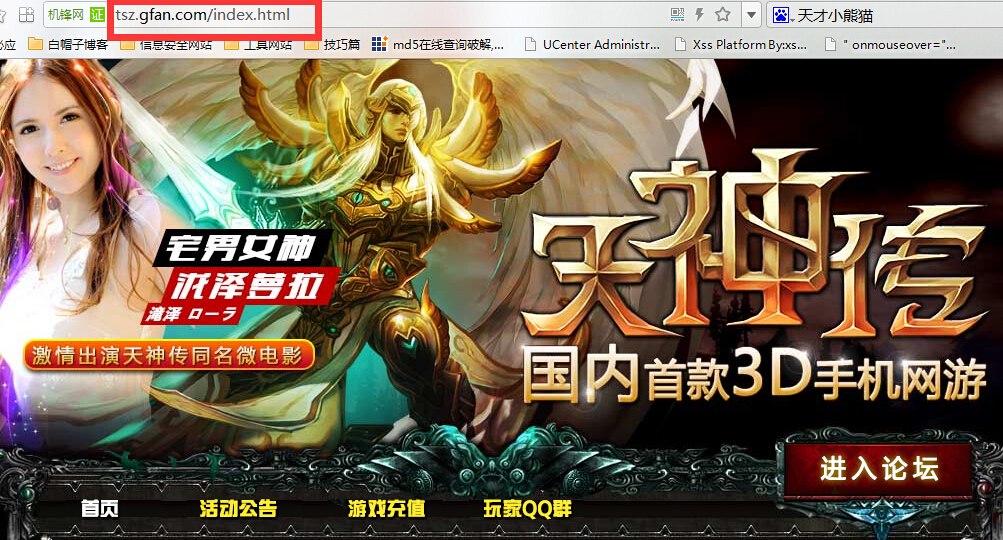 机锋网 证 tsz.gfan.com/index.html 天才小熊猫
必应 白帽子博客 信息安全网站 工具网站 技巧篇 md5在线查询破解,... UCenter Administr... Xss Platform By:xs... " onmouseover="...
天神传
宅男女神
泷泽萝拉
滝泽 ローラ
激情出演天神传同名微电影
国内首款3D手机网游
进入论坛
首页 活动公告 游戏充值 玩家QQ群